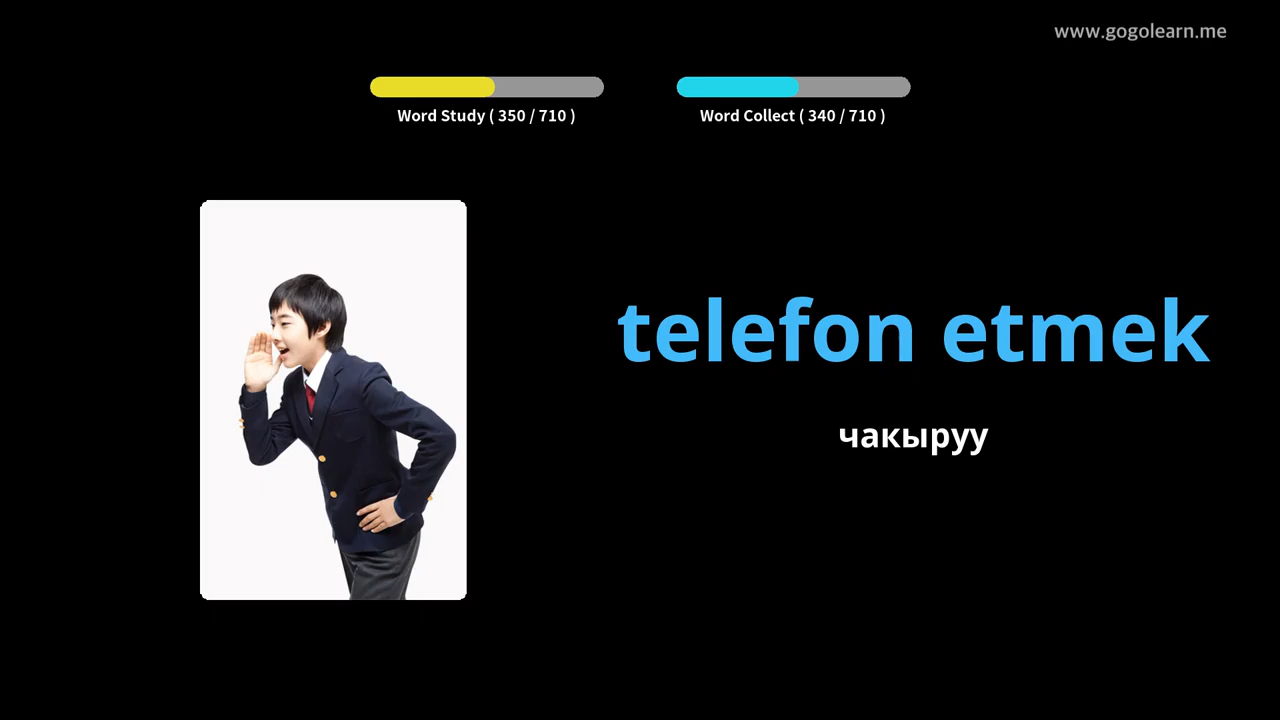 www.gogolearn.me
Word Study ( 350 / 710 )
Word Collect ( 340 / 710 )
telefon etmek
чакыруу